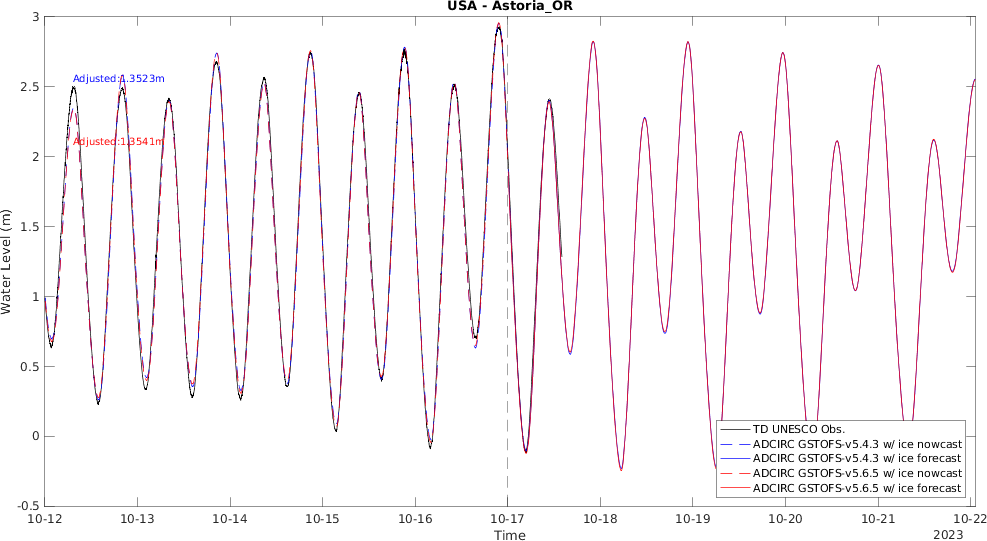 USA - Astoria_OR
3
2.5
2
1.5
1
0.5
0
-0.5
Water Level (m)
Adjusted:1.3523m
Adjusted:1.3541m
TD UNESCO Obs.
ADCIRC GSTOFS-v5.4.3 w/ ice nowcast
ADCIRC GSTOFS-v5.4.3 w/ ice forecast
ADCIRC GSTOFS-v5.6.5 w/ ice nowcast
ADCIRC GSTOFS-v5.6.5 w/ ice forecast
10-12 10-13 10-14 10-15 10-16 10-17 10-18 10-19 10-20 10-21 10-22
Time
2023